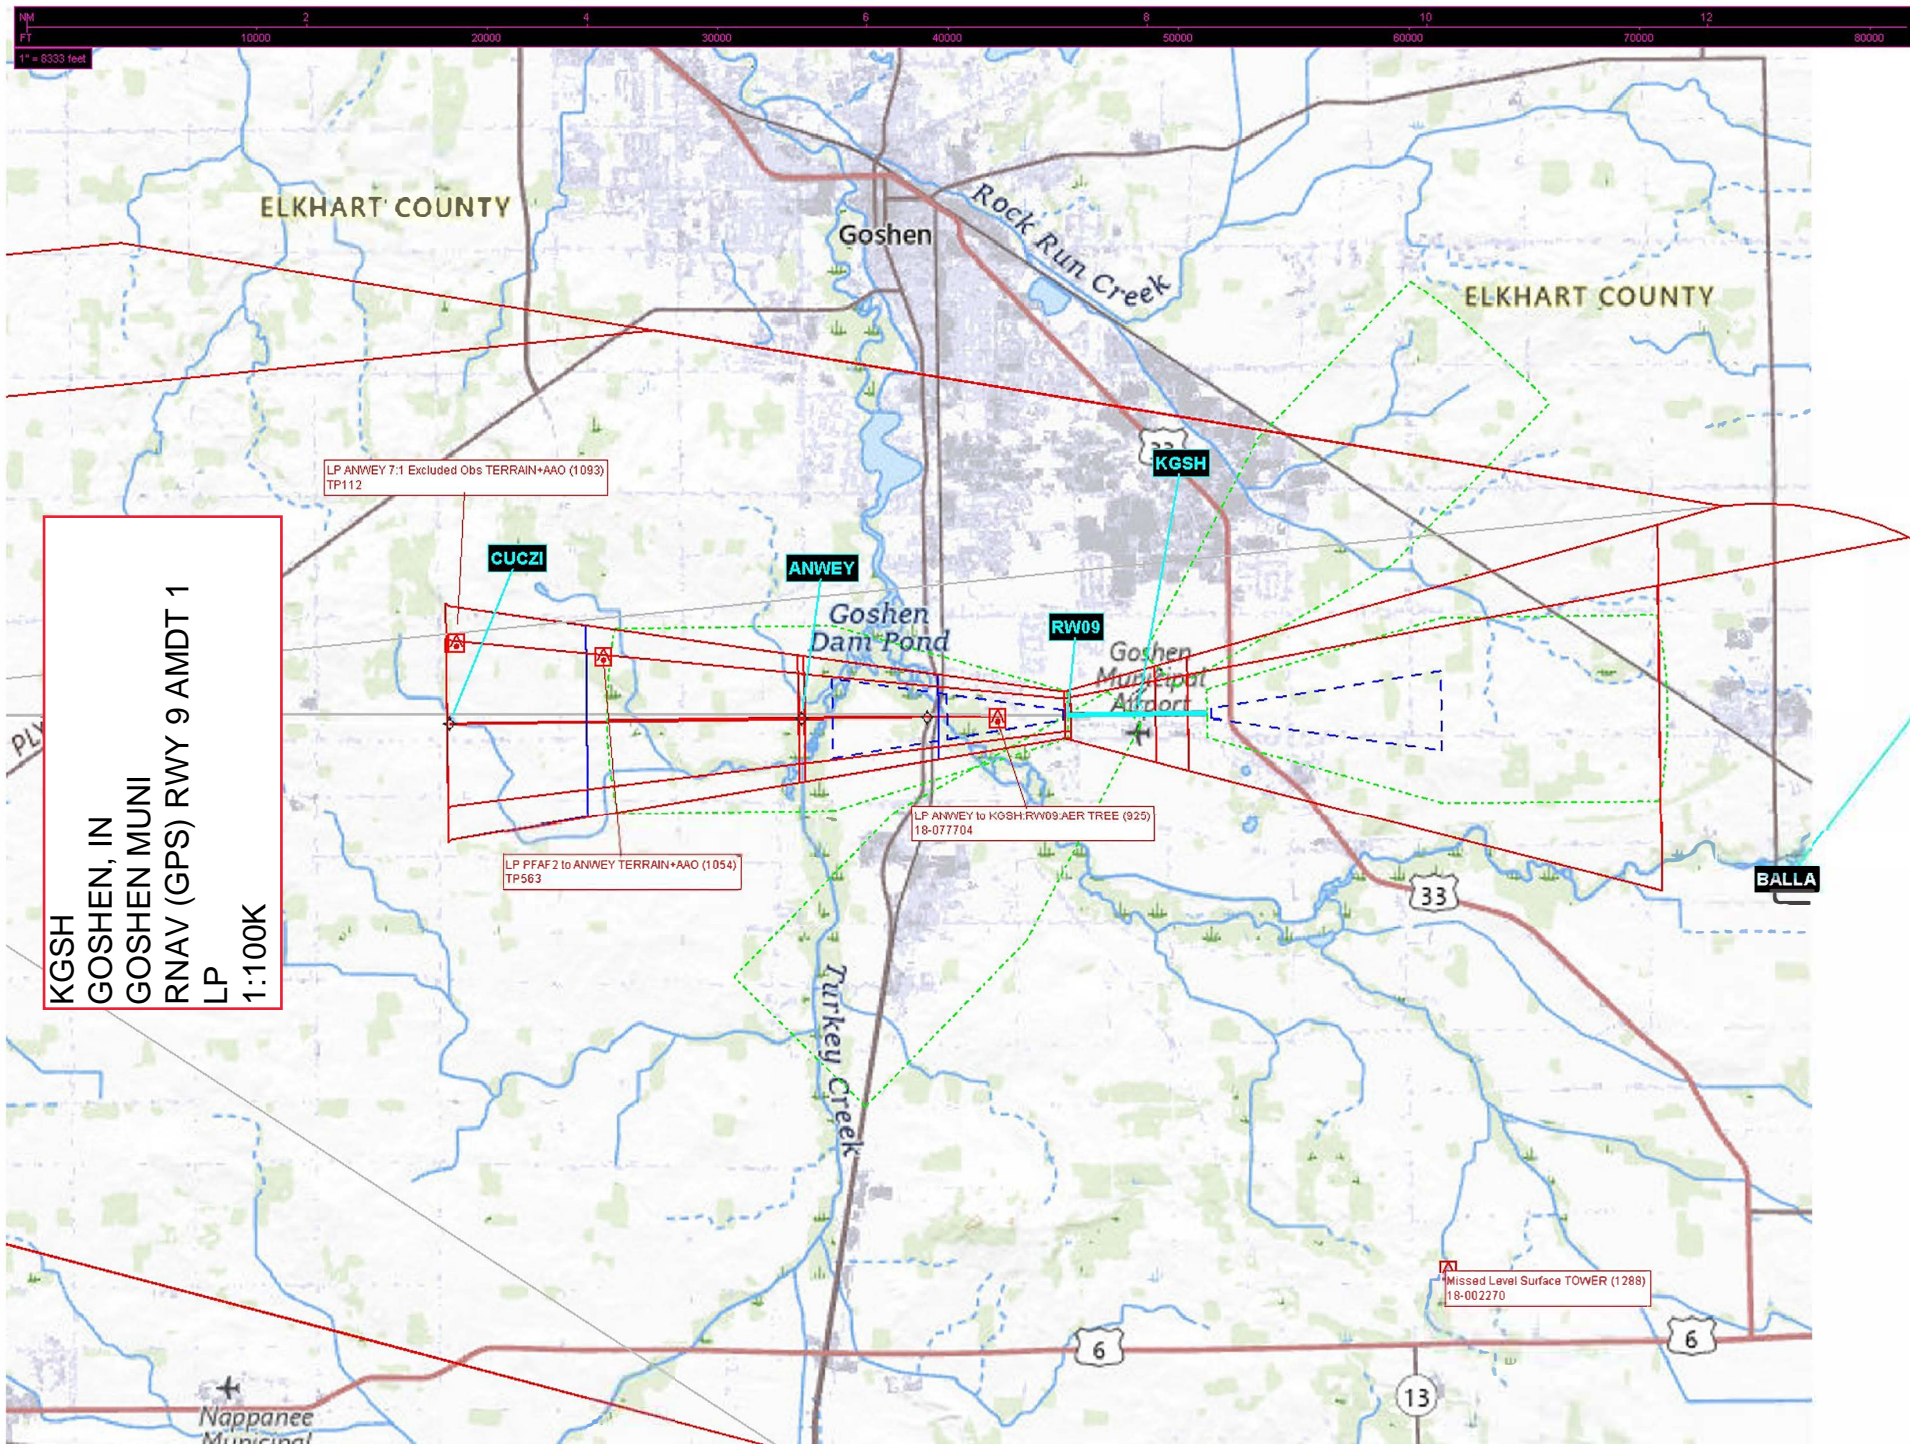 NM 2 4 6 8 10 12
FT 10000 20000 30000 40000 50000 60000 70000 80000
1" = 8333 feet
ELKHART COUNTY
Goshen
Rock Run Creek
ELKHART COUNTY
33
KGSH
LP ANWEY 7:1 Excluded Obs TERRAIN+AAO (1093)
TP112
CUCZI
ANWEY
Goshen
Dam Pond
RW09
Goshen
Municipal
Airport
KGSH
GOSHEN, IN
GOSHEN MUNI
RNAV (GPS) RWY 9 AMDT 1
LP
1:100K
LP ANWEY to KGSH:RW09:AER TREE (925)
18-077704
LP PFAF2 to ANWEY TERRAIN+AAO (1054)
TP563
33
BALLA
Turkey Creek
Missed Level Surface TOWER (1288)
18-002270
6
6
13
Nappanee
Municipal